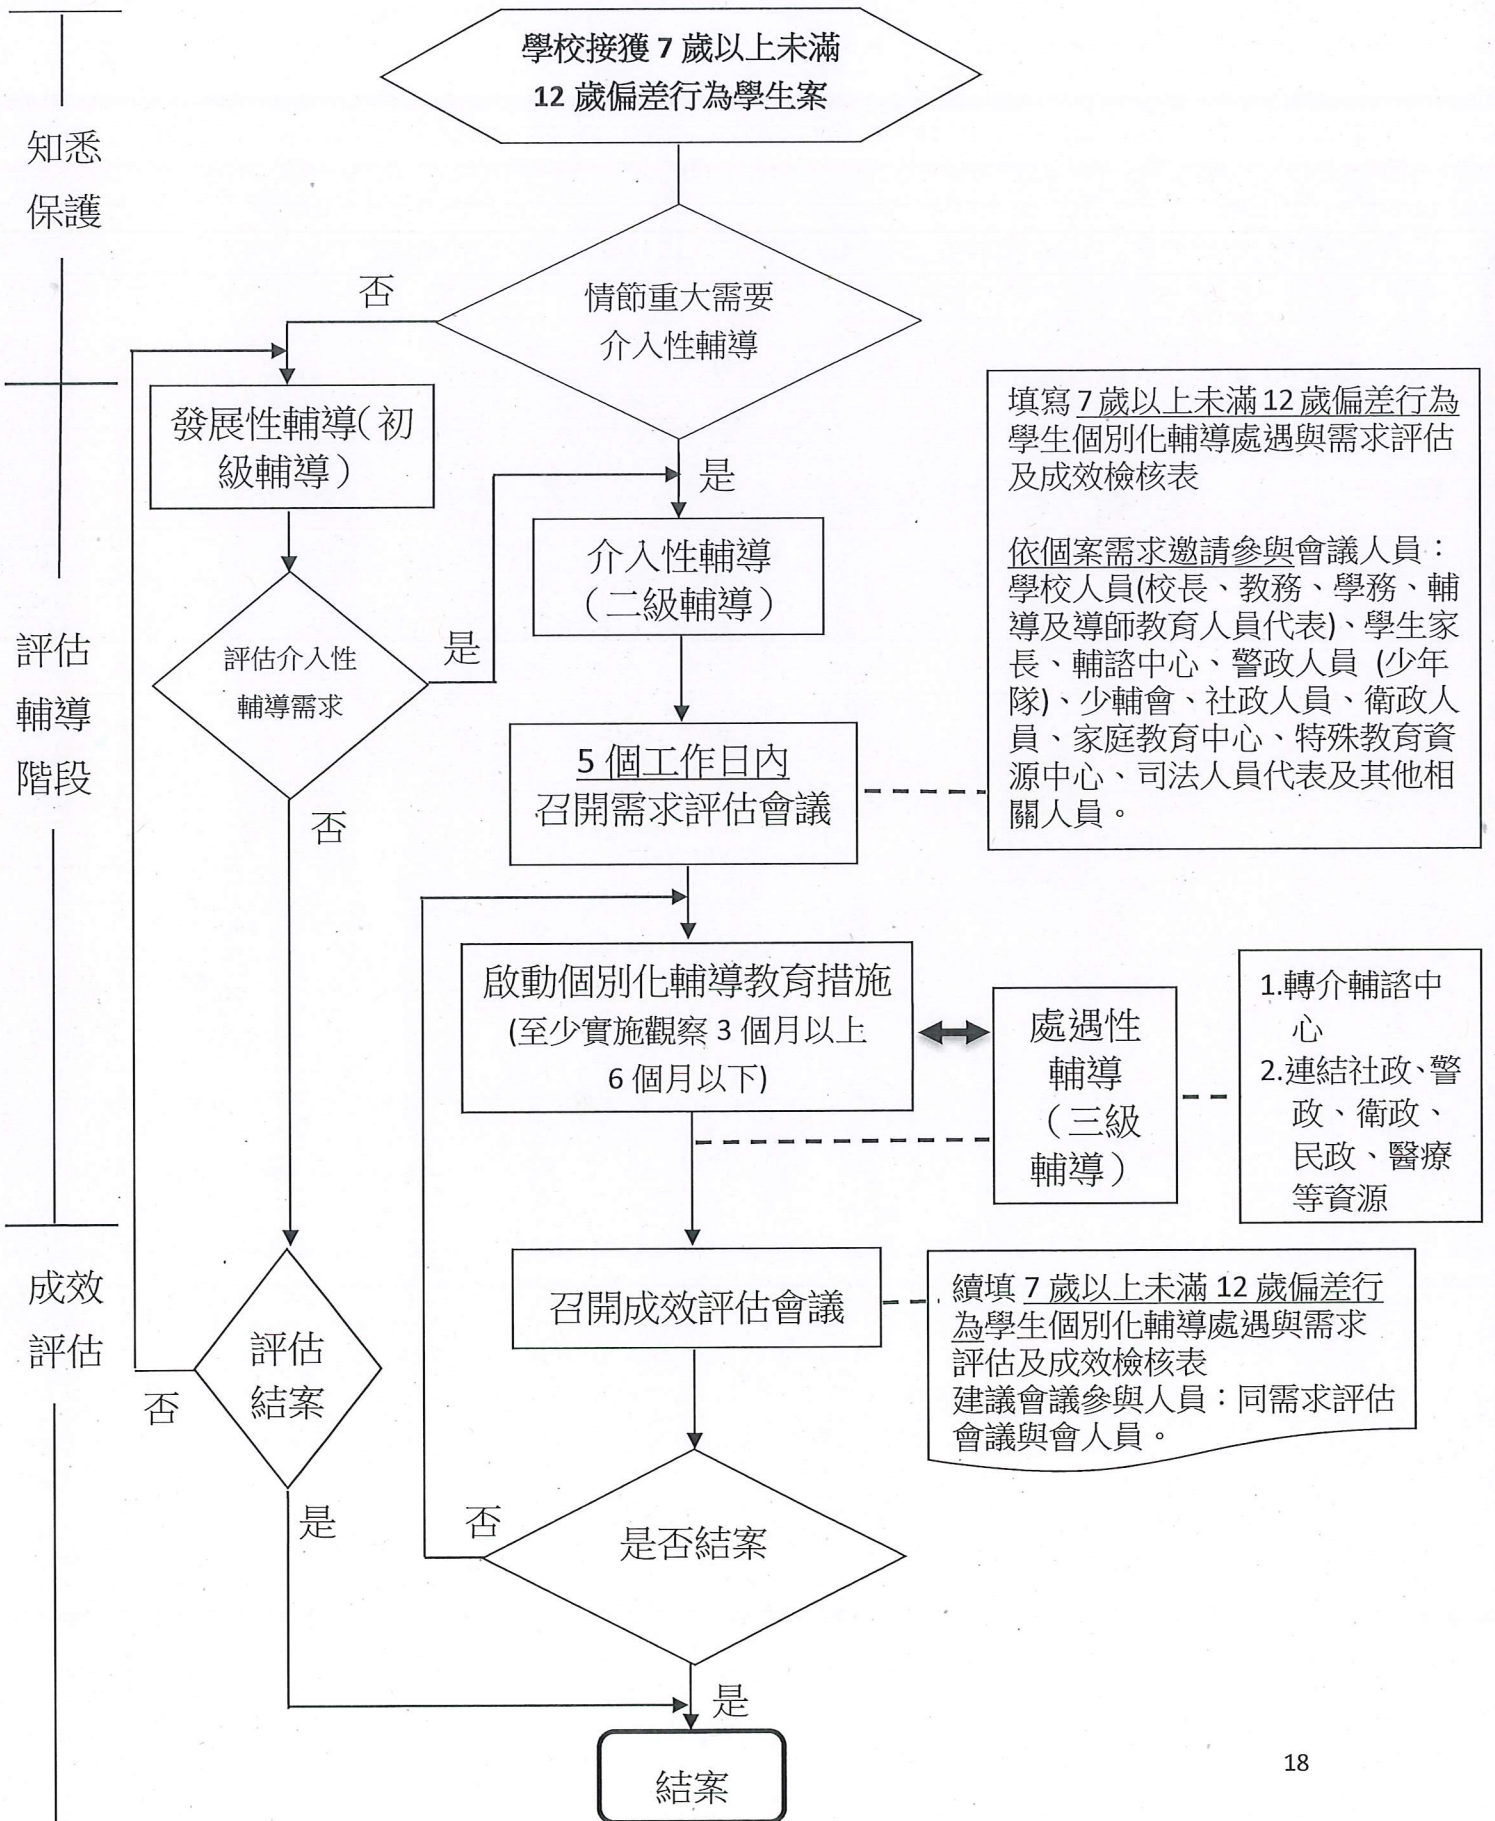 學校接獲 7 歲以上未滿
12 歲偏差行為學生案
知悉
保護
情節重大需要
介入性輔導
否
是
發展性輔導（初
級輔導）
介入性輔導
（二級輔導）
填寫 7 歲以上未滿 12 歲偏差行為
學生個別化輔導處遇與需求評估
及成效檢核表
依個案需求邀請參與會議人員：
學校人員(校長、教務、學務、輔
導及導師教育人員代表)、學生家
長、輔諮中心、警政人員 (少年
隊)、少輔會、社政人員、衛政人
員、家庭教育中心、特殊教育資
源中心、司法人員代表及其他相
關人員。
評估
輔導
階段
評估介入性
輔導需求
是
否
5 個工作日內
召開需求評估會議
啟動個別化輔導教育措施
(至少實施觀察 3 個月以上
6 個月以下)
處遇性
輔導
（三級
輔導）
1.轉介輔諮中
心
2.連結社政、警
政、衛政、
民政、醫療
等資源
成效
評估
評估
結案
否
是
召開成效評估會議
續填 7 歲以上未滿 12 歲偏差行
為學生個別化輔導處遇與需求
評估及成效檢核表
建議會議參與人員：同需求評估
會議與會人員。
是否結案
否
是
結案
18